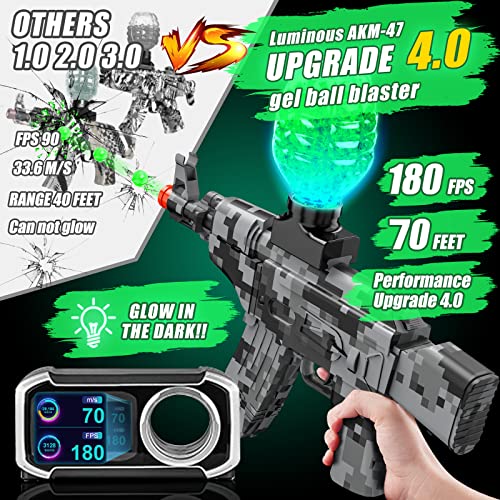 OTHERS
1.0 2.0 3.0
VS
Luminous AKM-47
UPGRADE 4.0
gel ball blaster
FPS 90
33.6 M/S
RANGE 40 FEET
Can not glow
180 FPS
70 FEET
Performance
Upgrade 4.0
GLOW IN
THE DARK!!
m/s
70
FPS
180